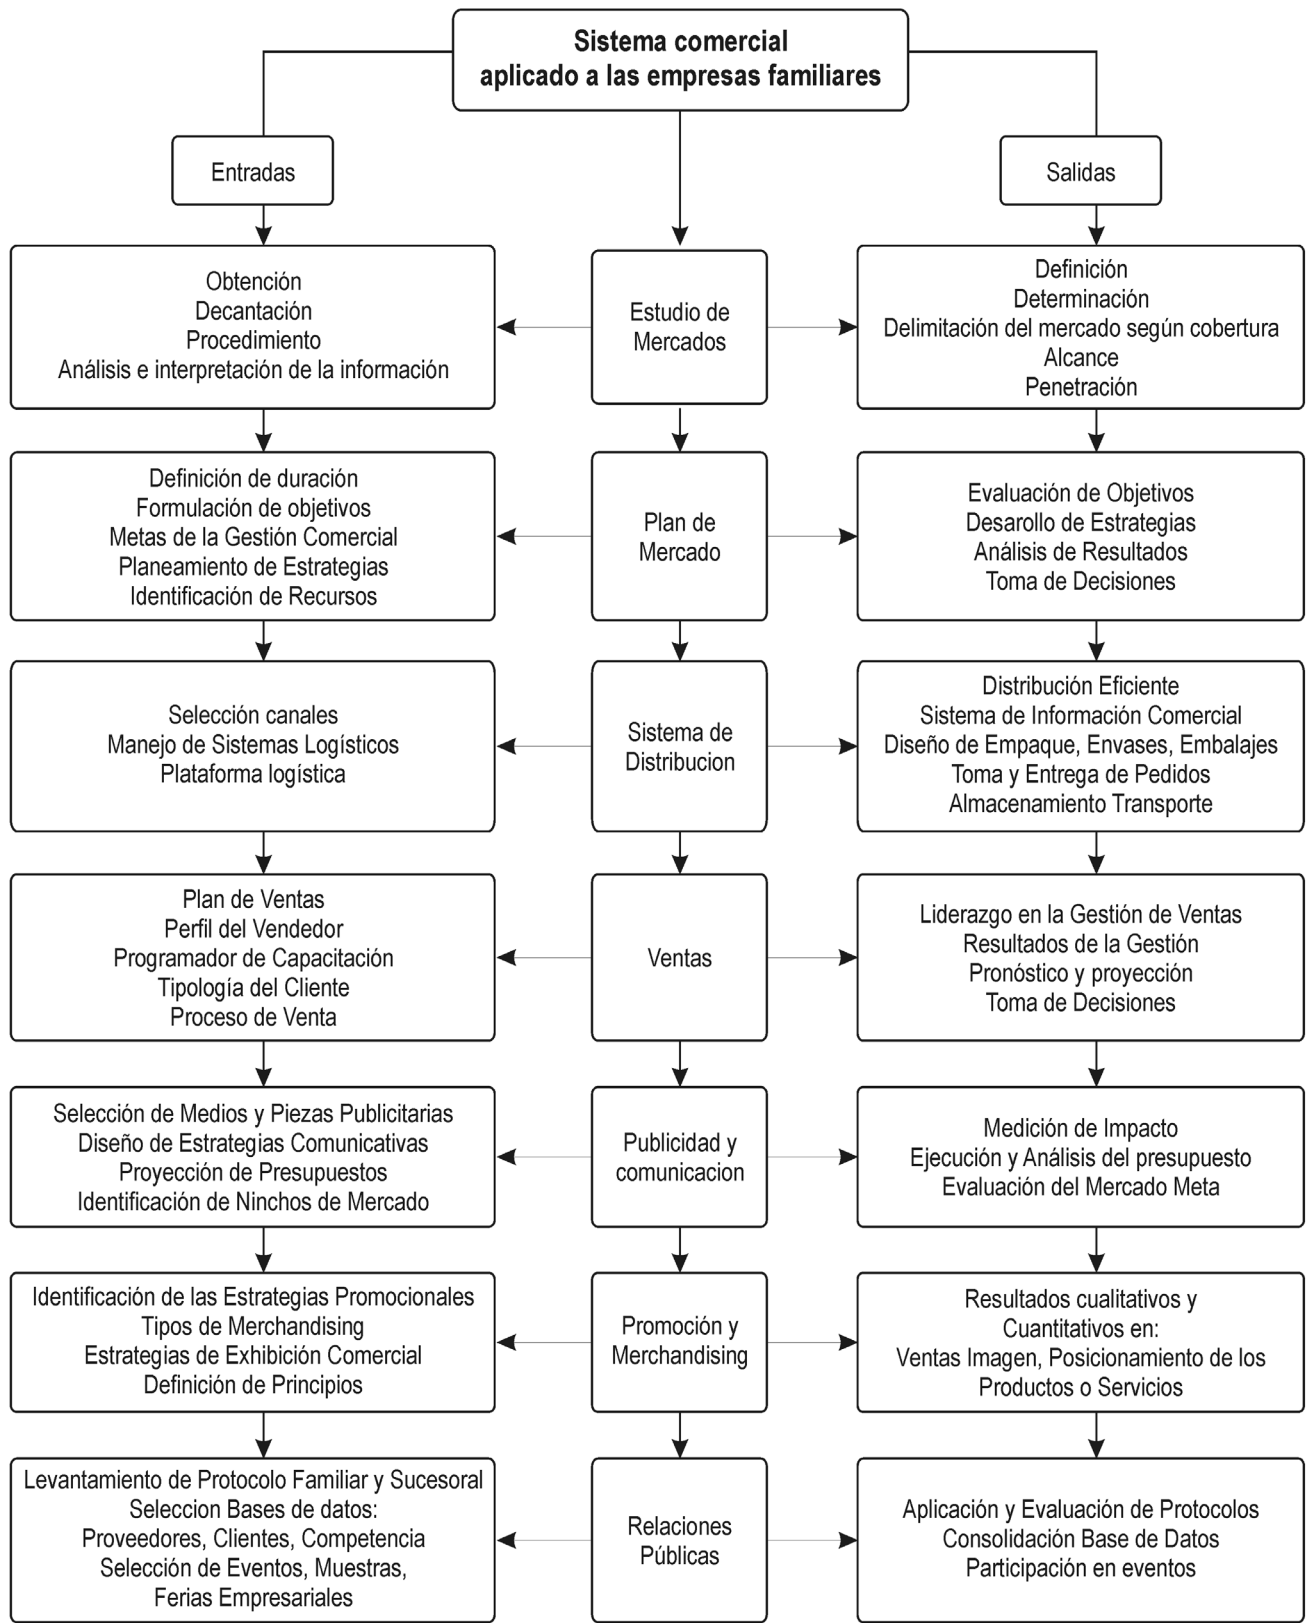 Sistema comercial
aplicado a las empresas familiares
Entradas
Salidas
Obtención
Decantación
Procedimiento
Análisis e interpretación de la información
Estudio de
Mercados
Definición
Determinación
Delimitación del mercado según cobertura
Alcance
Penetración
Definición de duración
Formulación de objetivos
Metas de la Gestión Comercial
Planeamiento de Estrategias
Identificación de Recursos
Plan de
Mercado
Evaluación de Objetivos
Desarollo de Estrategias
Análisis de Resultados
Toma de Decisiones
Selección canales
Manejo de Sistemas Logísticos
Plataforma logística
Sistema de
Distribucion
Distribución Eficiente
Sistema de Información Comercial
Diseño de Empaque, Envases, Embalajes
Toma y Entrega de Pedidos
Almacenamiento Transporte
Plan de Ventas
Perfil del Vendedor
Programador de Capacitación
Tipología del Cliente
Proceso de Venta
Ventas
Liderazgo en la Gestión de Ventas
Resultados de la Gestión
Pronóstico y proyección
Toma de Decisiones
Selección de Medios y Piezas Publicitarias
Diseño de Estrategias Comunicativas
Proyección de Presupuestos
Identificación de Ninchos de Mercado
Publicidad y
comunicacion
Medición de Impacto
Ejecución y Análisis del presupuesto
Evaluación del Mercado Meta
Identificación de las Estrategias Promocionales
Tipos de Merchandising
Estrategias de Exhibición Comercial
Definición de Principios
Promoción y
Merchandising
Resultados cualitativos y
Cuantitativos en:
Ventas Imagen, Posicionamiento de los
Productos o Servicios
Levantamiento de Protocolo Familiar y Sucesoral
Seleccion Bases de datos:
Proveedores, Clientes, Competencia
Selección de Eventos, Muestras,
Ferias Empresariales
Relaciones
Públicas
Aplicación y Evaluación de Protocolos
Consolidación Base de Datos
Participación en eventos